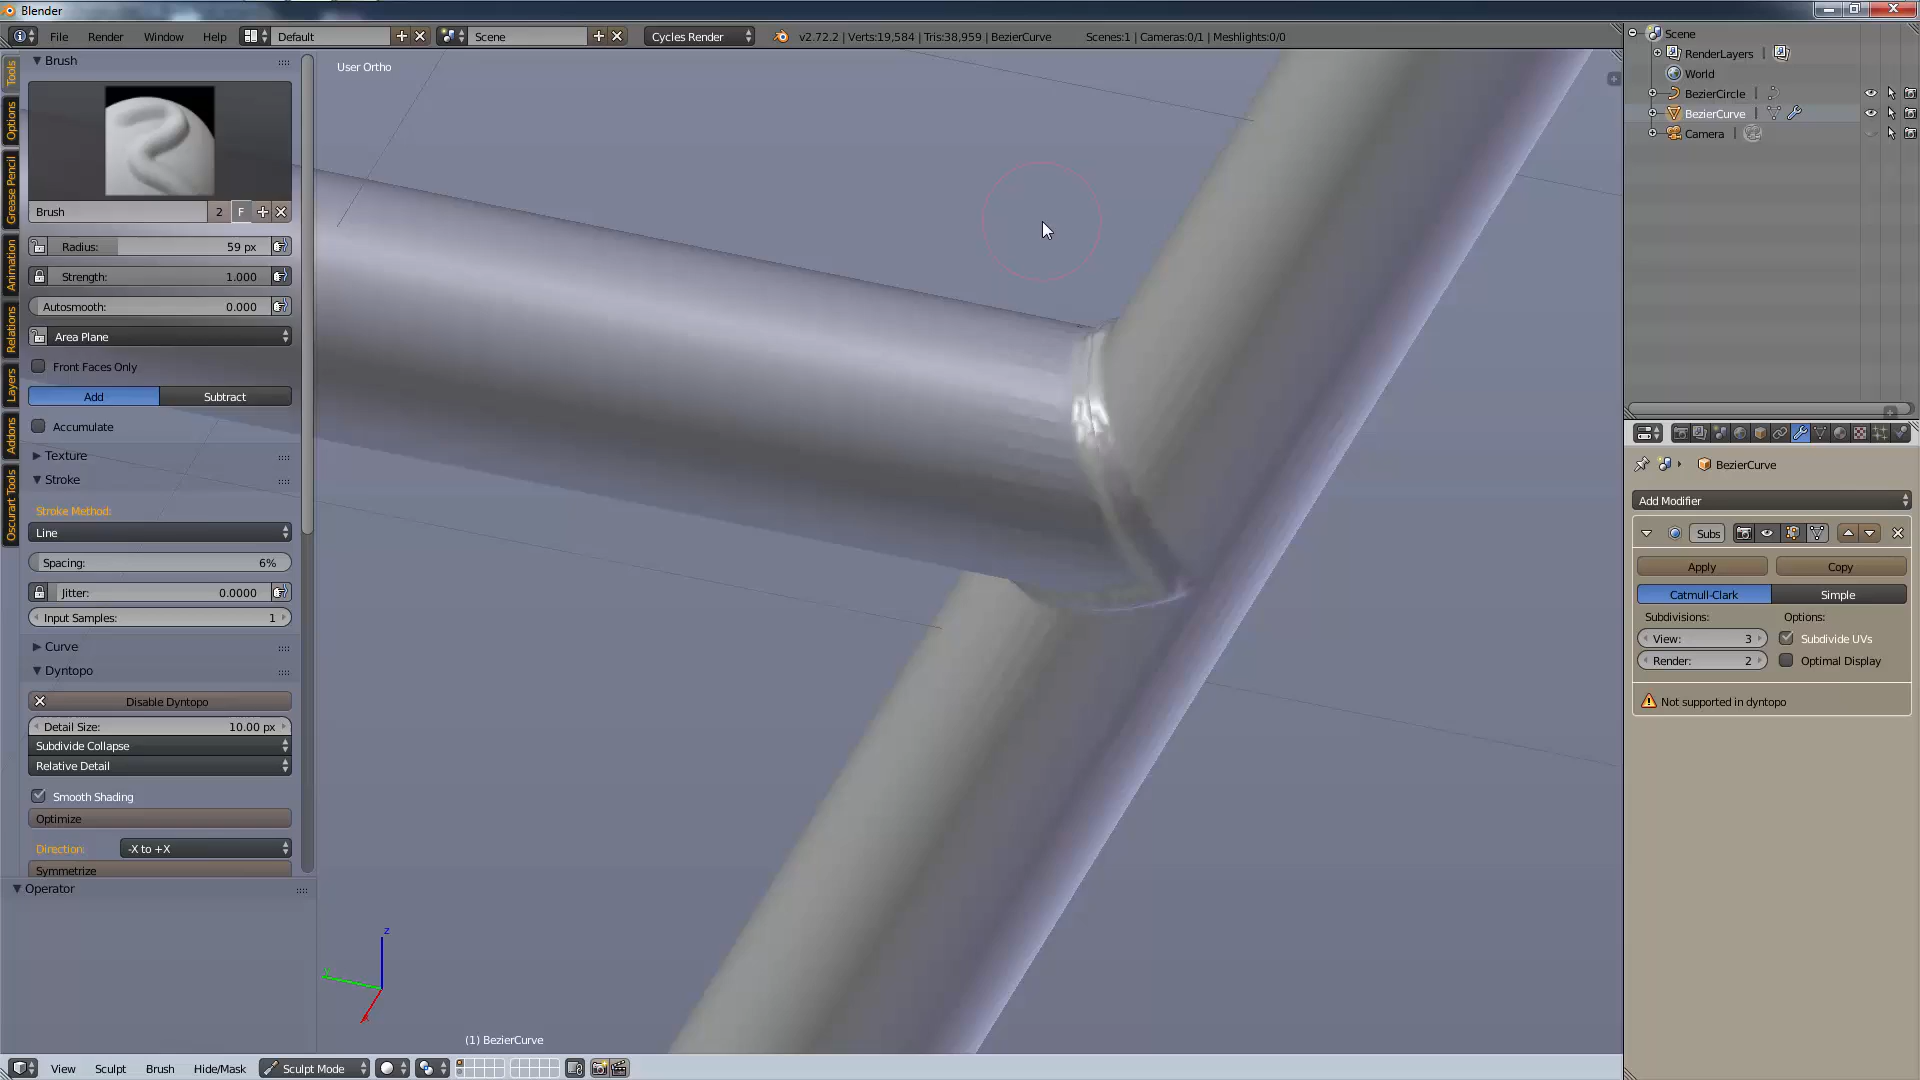 Blender
File Render Window Help Default Scene Cycles Render v2.72.2 | Verts:19,584 | Tris:38,959 | BezierCurve Scenes:1 | Cameras:0/1 | Meshlights:0/0
Tools
Options
Grease Pencil
Animation
Relations
Layers
Addons
Oscurart Tools
Brush
Brush 2 F
Radius: 59 px
Strength: 1.000
Autosmooth: 0.000
Area Plane
Front Faces Only
Add Subtract
Accumulate
Texture
Stroke
Stroke Method:
Line
Spacing: 6%
Jitter: 0.0000
Input Samples: 1
Curve
Dyntopo
Disable Dyntopo
Detail Size: 10.00 px
Subdivide Collapse
Relative Detail
Smooth Shading
Optimize
Direction: -X to +X
Symmetrize
Operator
User Ortho
z
(1) BezierCurve
View Sculpt Brush Hide/Mask Sculpt Mode
Scene
RenderLayers |
World
BezierCircle |
BezierCurve |
Camera |
BezierCurve
Add Modifier
Subs
Apply Copy
Catmull-Clark Simple
Subdivisions: Options:
View: 3 Subdivide UVs
Render: 2 Optimal Display
Not supported in dyntopo